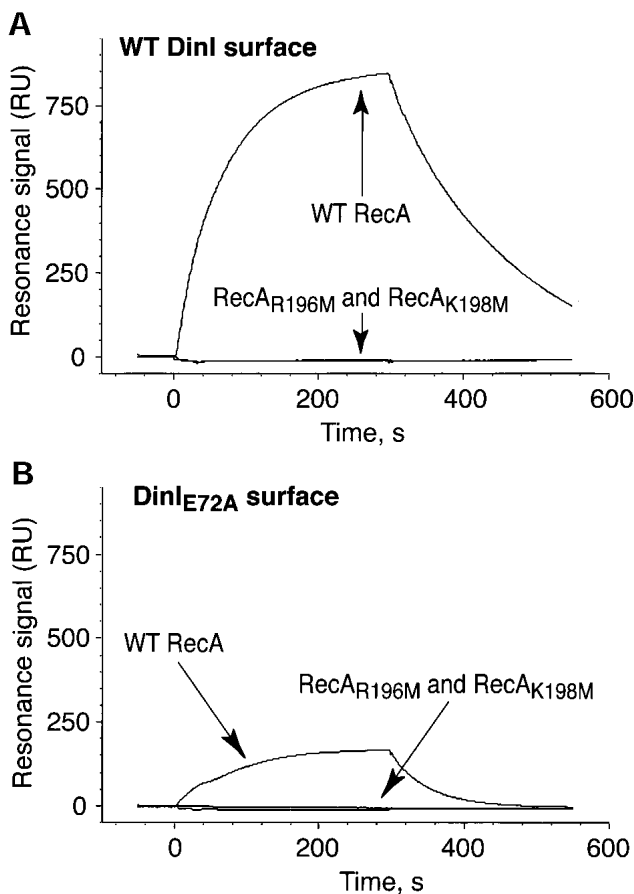 A
WT DinI surface
Resonance signal (RU)
750
500
250
0
WT RecA
RecAR196M and RecAK198M
0
200
400
600
Time, s
B
DinIE72A surface
Resonance signal (RU)
750
500
250
0
WT RecA
RecAR196M and RecAK198M
0
200
400
600
Time, s